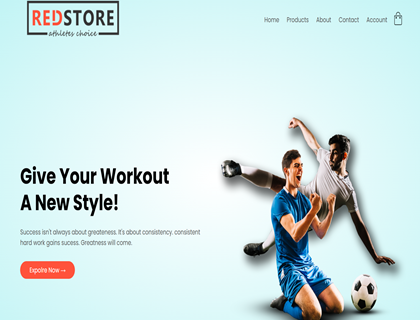 REDSTORE
athletes choice
Home Products About Contact Account
Give Your Workout
A New Style!
Success isn't always about greateness. It's about consistency. consistent
hard work gains sucess. Greatness will come.
Expolre Now →